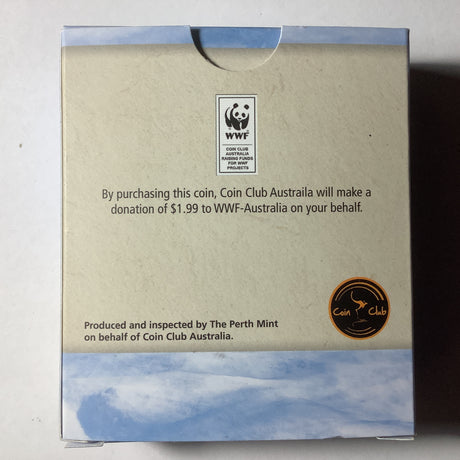 WWF
COIN CLUB
AUSTRALIA
RAISING FUNDS
FOR WWF
PROJECTS
By purchasing this coin, Coin Club Austraila will make a
donation of $1.99 to WWF-Australia on your behalf.
Coin Club
Produced and inspected by The Perth Mint
on behalf of Coin Club Australia.